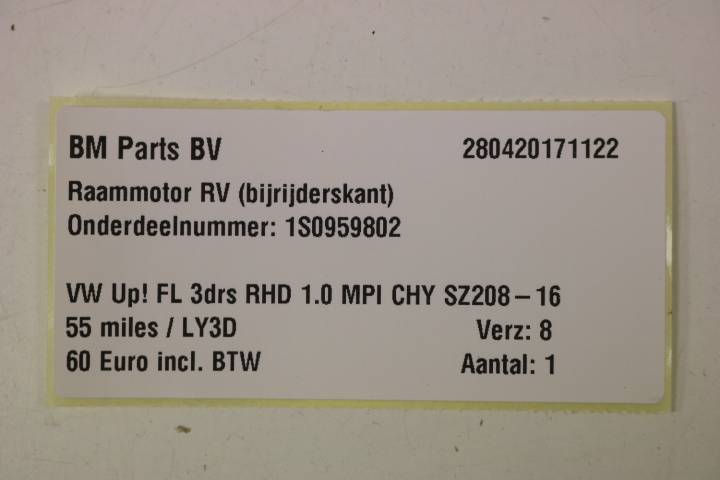 BM Parts BV 280420171122
Raammotor RV (bijrijderskant)
Onderdeelnummer: 1S0959802
VW Up! FL 3drs RHD 1.0 MPI CHY SZ208 – 16
55 miles / LY3D Verz: 8
60 Euro incl. BTW Aantal: 1